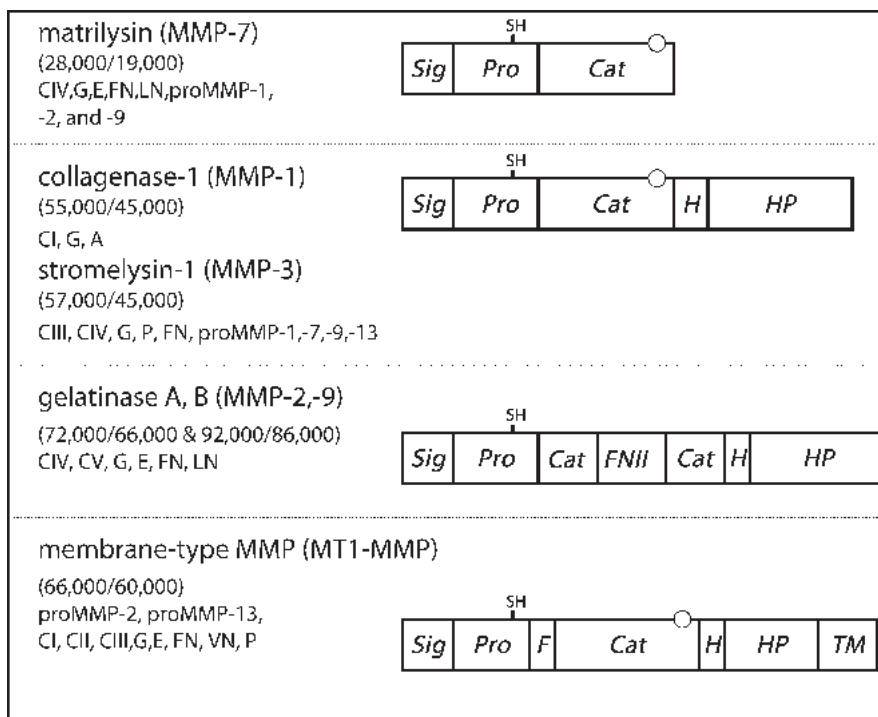 matrilysin (MMP-7)
(28,000/19,000)
CIV,G,E,FN,LN,proMMP-1,
-2, and -9
SH
Sig Pro Cat
collagenase-1 (MMP-1)
(55,000/45,000)
CI, G, A
SH
Sig Pro Cat H HP
stromelysin-1 (MMP-3)
(57,000/45,000)
CIII, CIV, G, P, FN, proMMP-1,-7,-9,-13
gelatinase A, B (MMP-2,-9)
(72,000/66,000 & 92,000/86,000)
CIV, CV, G, E, FN, LN
SH
Sig Pro Cat FNII Cat H HP
membrane-type MMP (MT1-MMP)
(66,000/60,000)
proMMP-2, proMMP-13,
CI, CII, CIII,G,E, FN, VN, P
SH
Sig Pro F Cat H HP TM